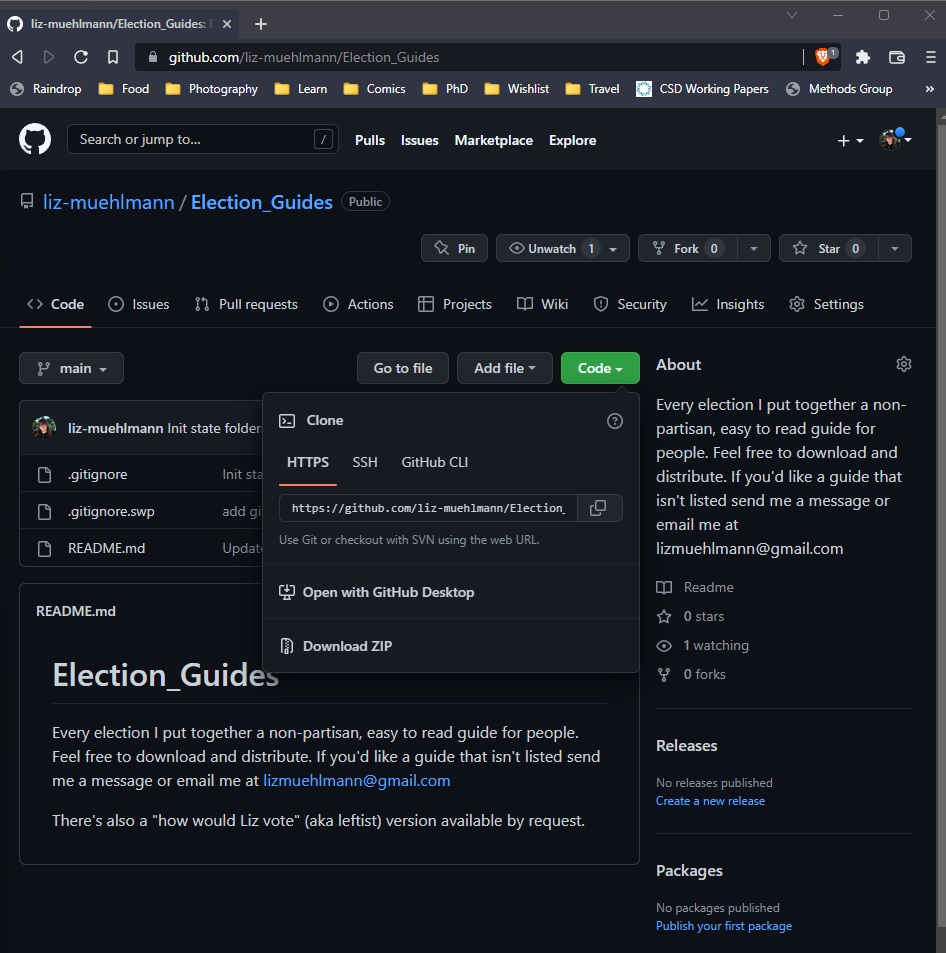 liz-muehlmann/Election_Guides: E
github.com/liz-muehlmann/Election_Guides
1
Raindrop Food Photography Learn Comics PhD Wishlist Travel CSD Working Papers Methods Group »
Search or jump to... /
Pulls Issues Marketplace Explore
liz-muehlmann / Election_Guides Public
Pin Unwatch 1 Fork 0 Star 0
Code Issues Pull requests Actions Projects Wiki Security Insights Settings
main Go to file Add file Code
liz-muehlmann Init state folder.
.gitignore Init sta
.gitignore.swp add gi
README.md Updat
Clone
HTTPS SSH GitHub CLI
https://github.com/liz-muehlmann/Election_
Use Git or checkout with SVN using the web URL.
Open with GitHub Desktop
Download ZIP
README.md
Election_Guides
Every election I put together a non-partisan, easy to read guide for people.
Feel free to download and distribute. If you'd like a guide that isn't listed send
me a message or email me at lizmuehlmann@gmail.com
There's also a "how would Liz vote" (aka leftist) version available by request.
About
Every election I put together a non-
partisan, easy to read guide for
people. Feel free to download and
distribute. If you'd like a guide that
isn't listed send me a message or
email me at
lizmuehlmann@gmail.com
Readme
0 stars
1 watching
0 forks
Releases
No releases published
Create a new release
Packages
No packages published
Publish your first package